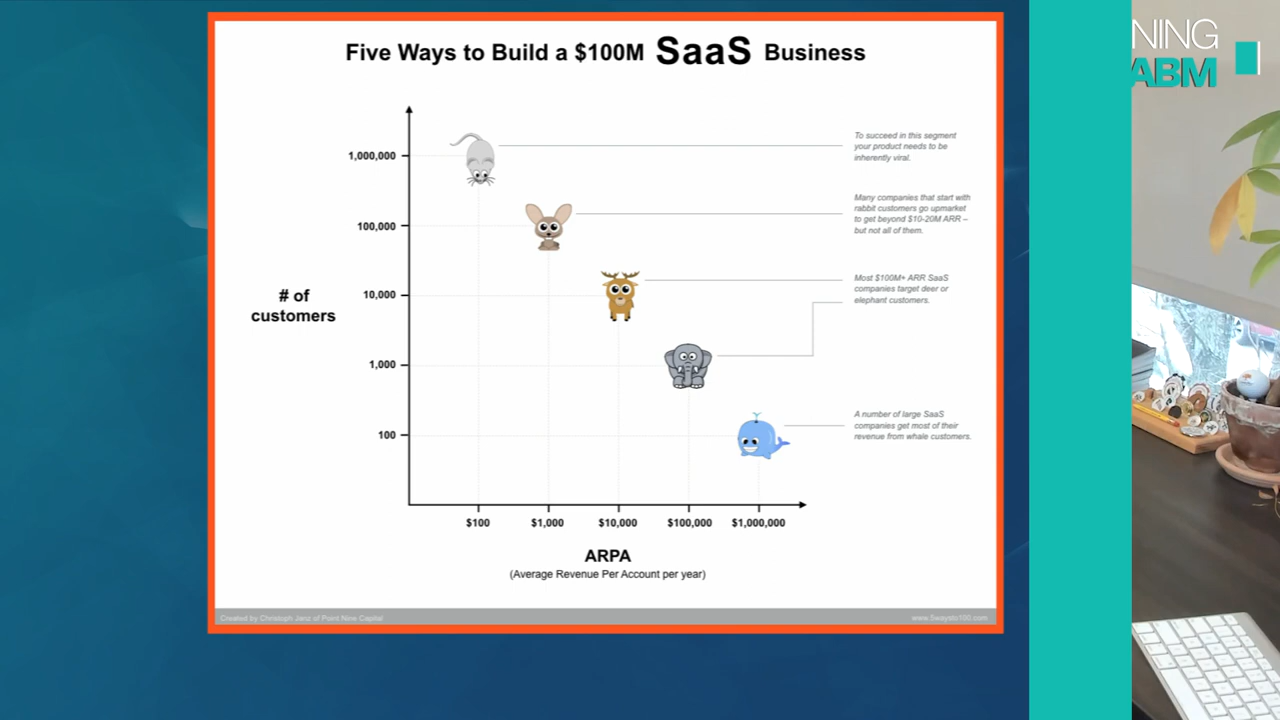 Five Ways to Build a $100M SaaS Business
1,000,000
100,000
10,000
1,000
100
# of
customers
To succeed in this segment
your product needs to be
inherently viral.
Many companies that start with
rabbit customers go upmarket
to get beyond $10-20M ARR –
but not all of them.
Most $100M+ ARR SaaS
companies target deer or
elephant customers.
A number of large SaaS
companies get most of their
revenue from whale customers.
$100
$1,000
$10,000
$100,000
$1,000,000
ARPA
(Average Revenue Per Account per year)
Created by Christoph Janz of Point Nine Capital
www.5waysto100.com
NING
ABM